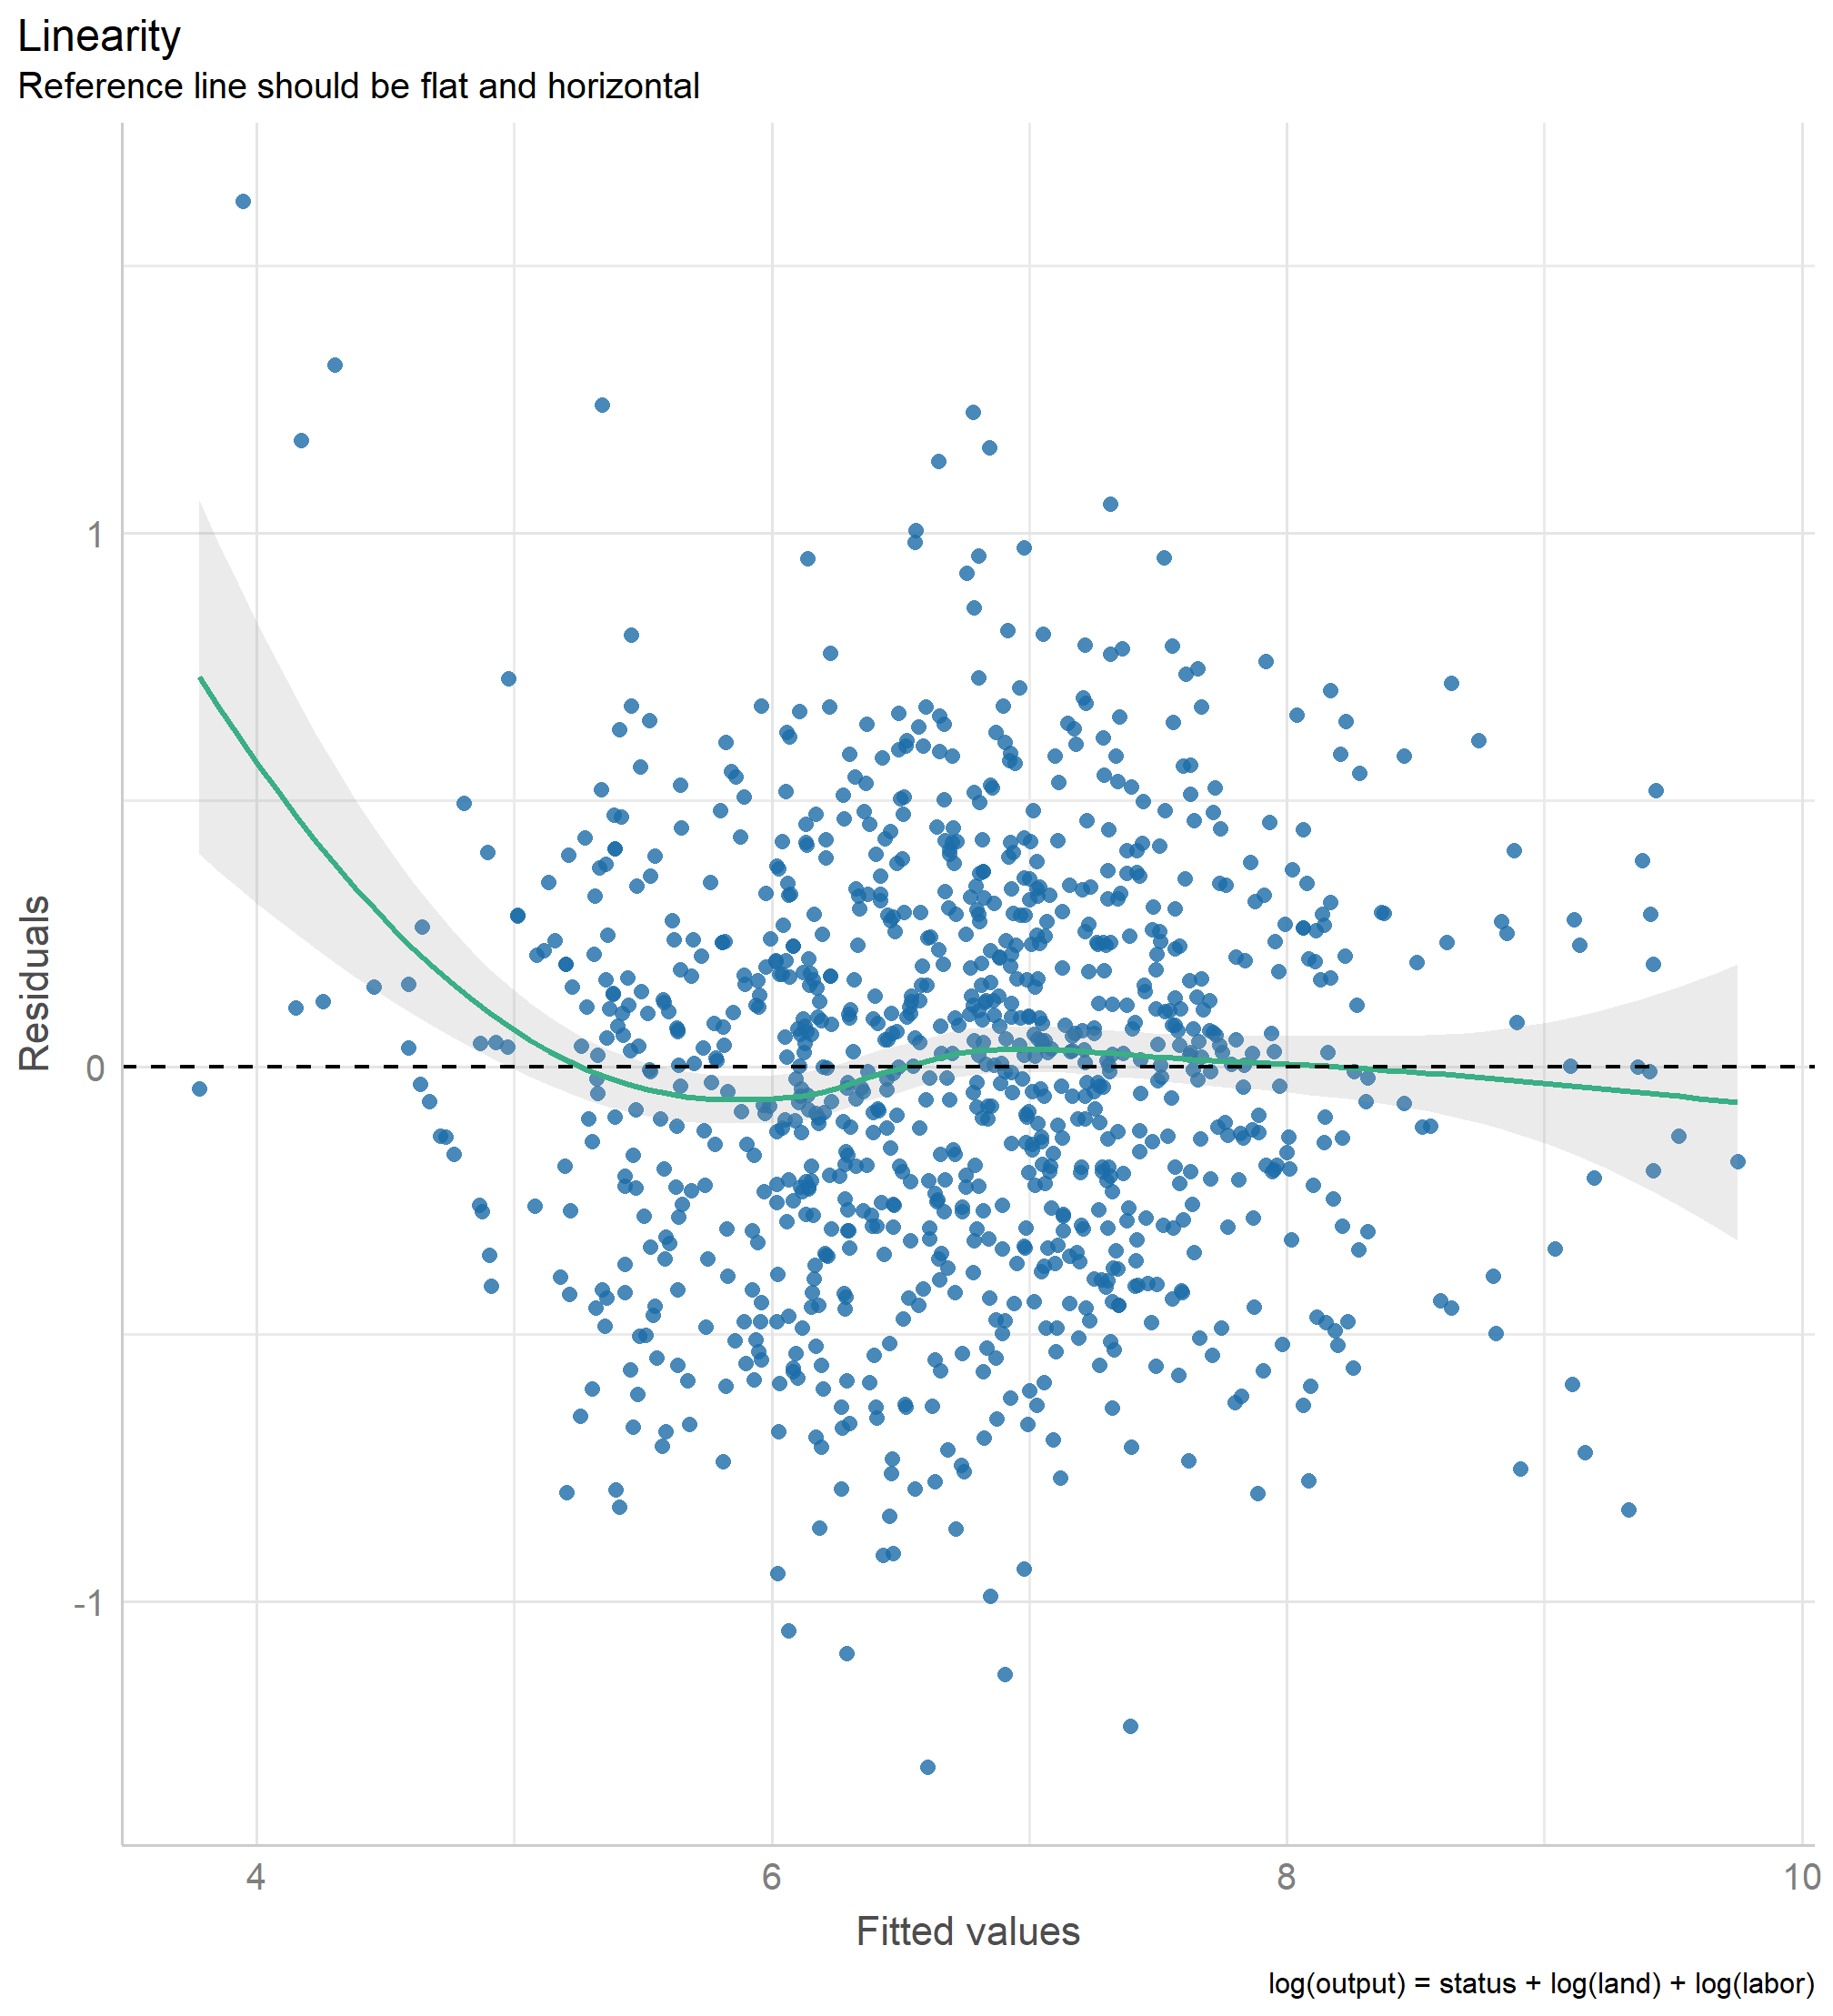 Linearity
Reference line should be flat and horizontal
Residuals
1
0
-1
4 6 8 10
Fitted values
log(output) = status + log(land) + log(labor)